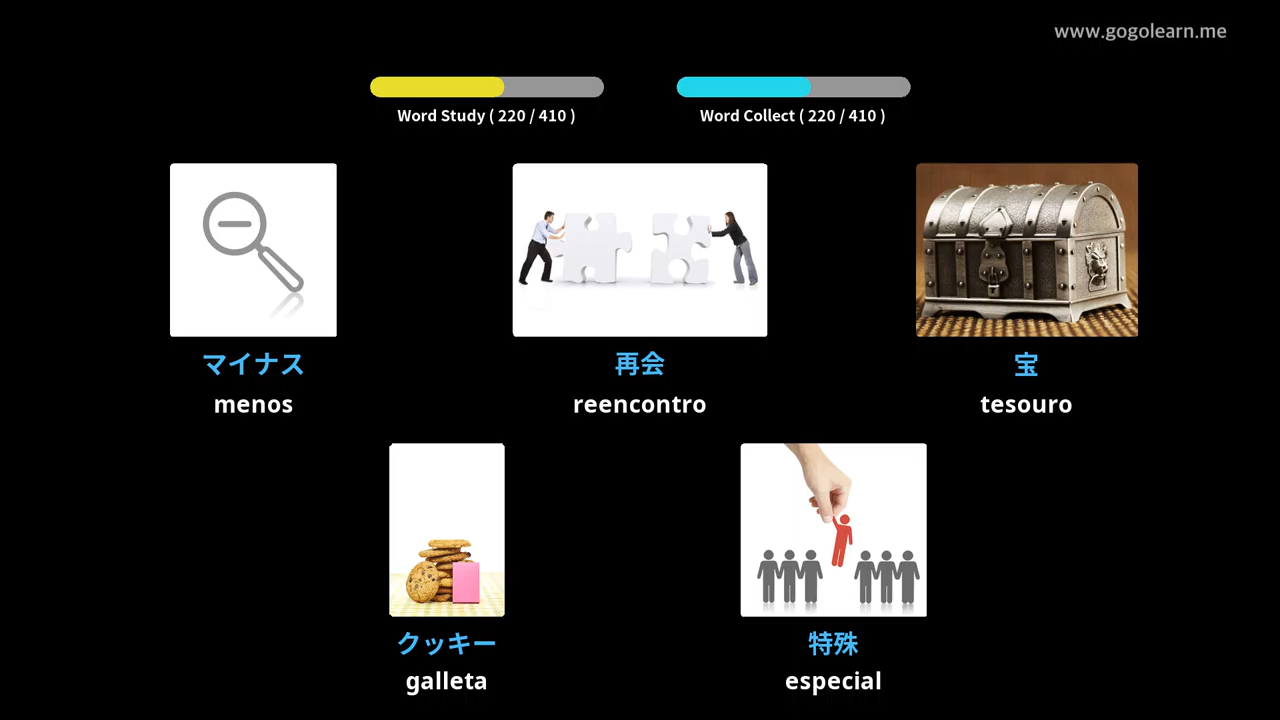 www.gogolearn.me
Word Study ( 220 / 410 )
Word Collect ( 220 / 410 )
マイナス
menos
再会
reencontro
宝
tesouro
クッキー
galleta
特殊
especial